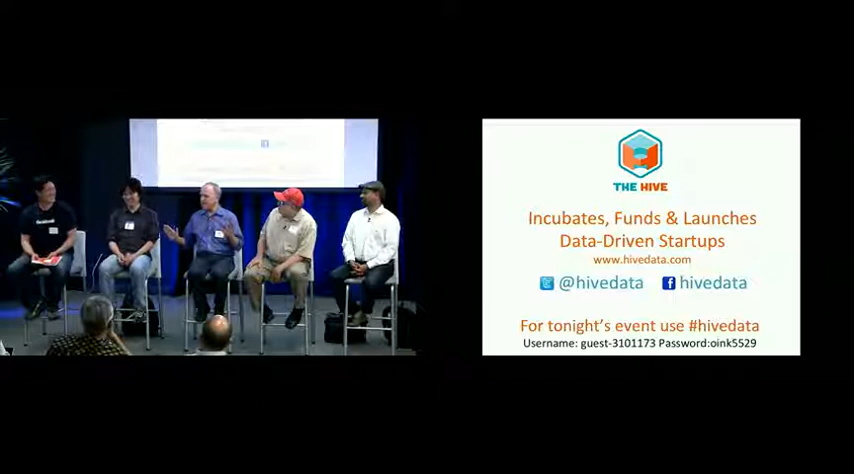 THE HIVE
Incubates, Funds & Launches
Data-Driven Startups
www.hivedata.com
@hivedata hivedata
For tonight's event use #hivedata
Username: guest-3101173 Password:oink5529